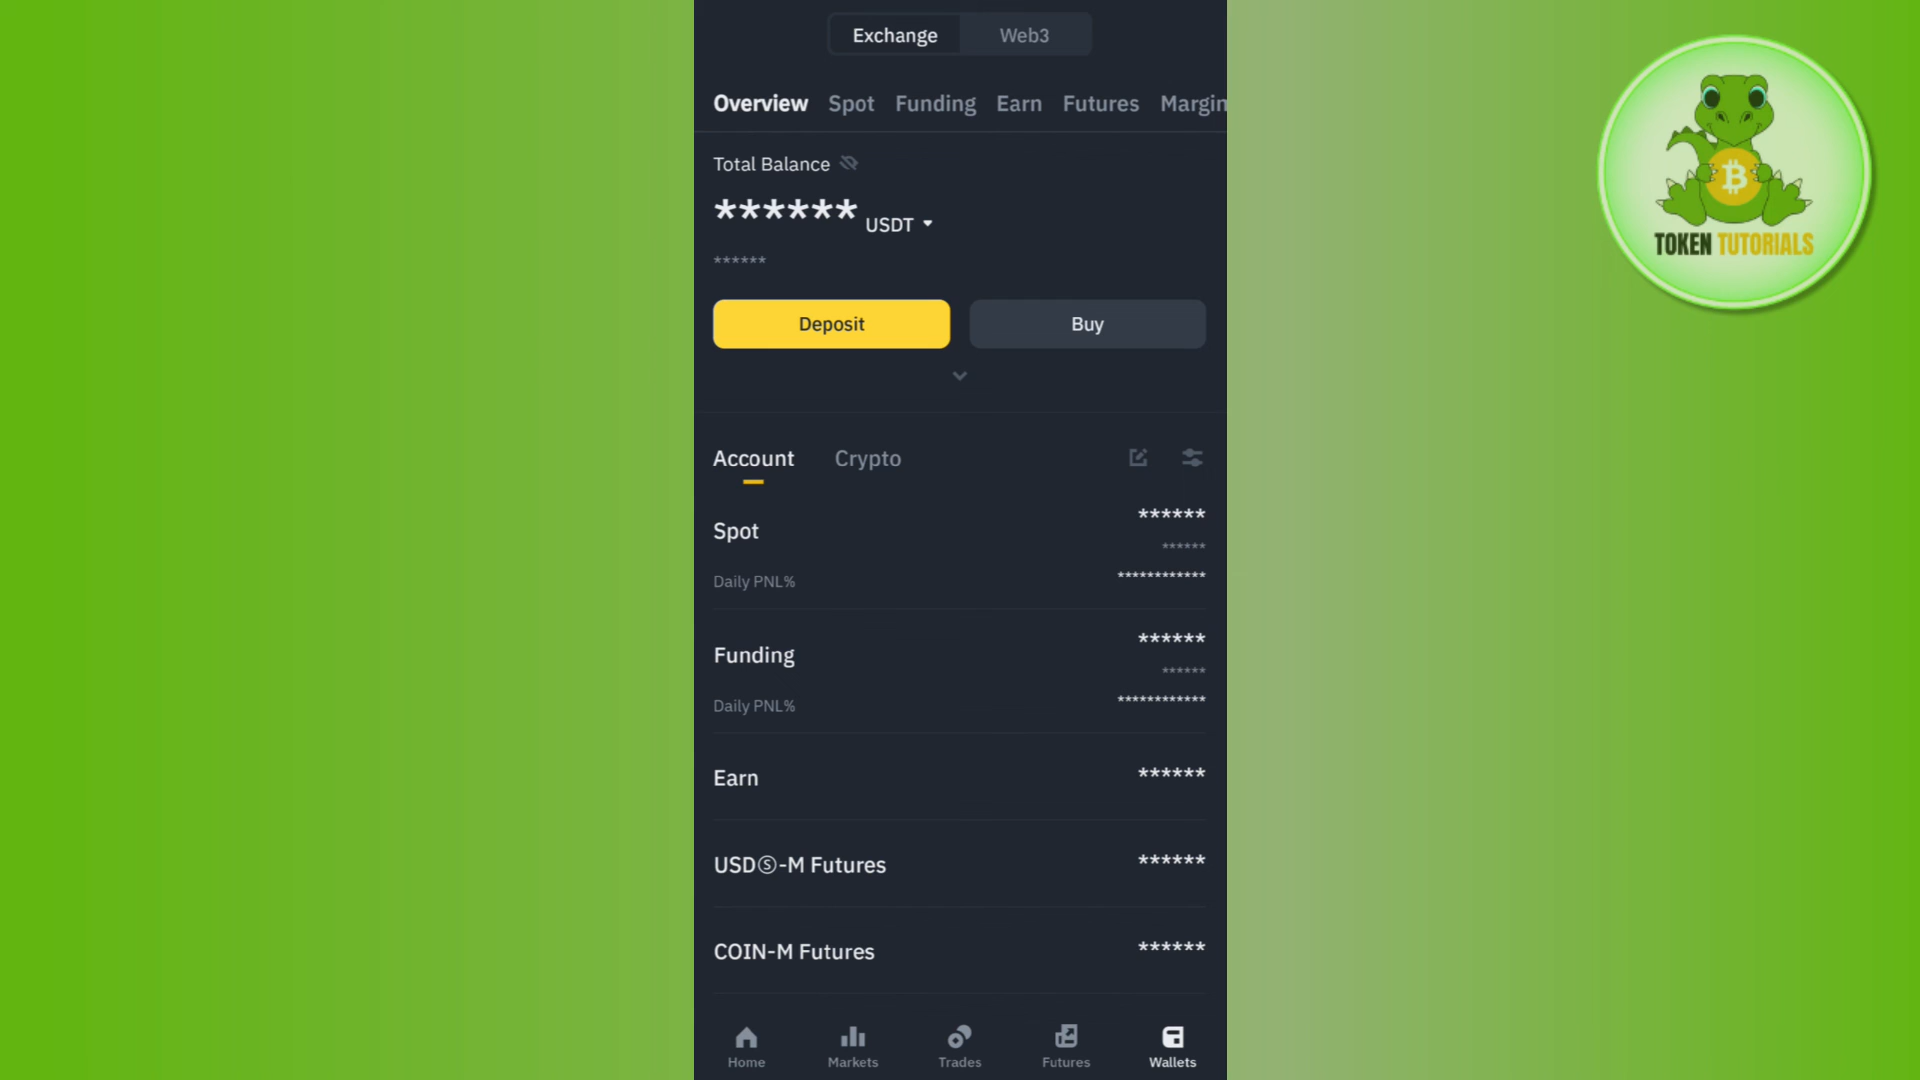 Exchange Web3
Overview Spot Funding Earn Futures Margin
Total Balance
****** USDT
******
Deposit Buy
Account Crypto
Spot ******
******
Daily PNL% ************
Funding ******
******
Daily PNL% ************
Earn ******
USDⓈ-M Futures ******
COIN-M Futures ******
Home Markets Trades Futures Wallets
TOKEN TUTORIALS